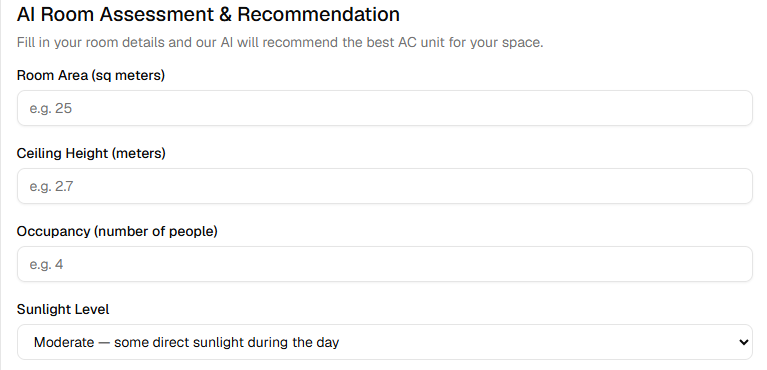 AI Room Assessment & Recommendation
Fill in your room details and our AI will recommend the best AC unit for your space.
Room Area (sq meters)
e.g. 25
Ceiling Height (meters)
e.g. 2.7
Occupancy (number of people)
e.g. 4
Sunlight Level
Moderate — some direct sunlight during the day